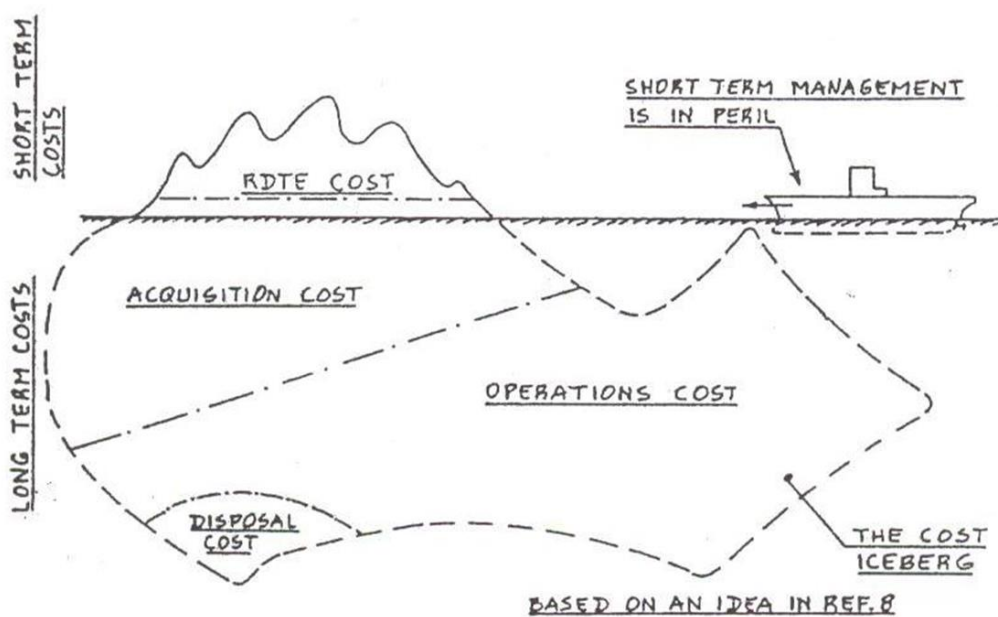 SHORT TERM
COSTS
SHORT TERM MANAGEMENT
IS IN PERIL
RDTE COST
LONG TERM COSTS
ACQUISITION COST
OPERATIONS COST
DISPOSAL
COST
THE COST
ICEBERG
BASED ON AN IDEA IN REF. 8